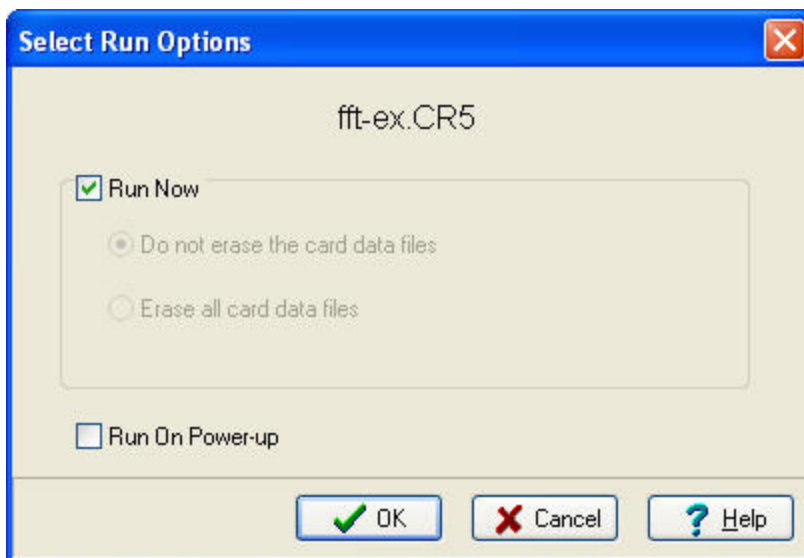 Select Run Options
fft-ex.CR5
Run Now
Do not erase the card data files
Erase all card data files
Run On Power-up
OK Cancel Help